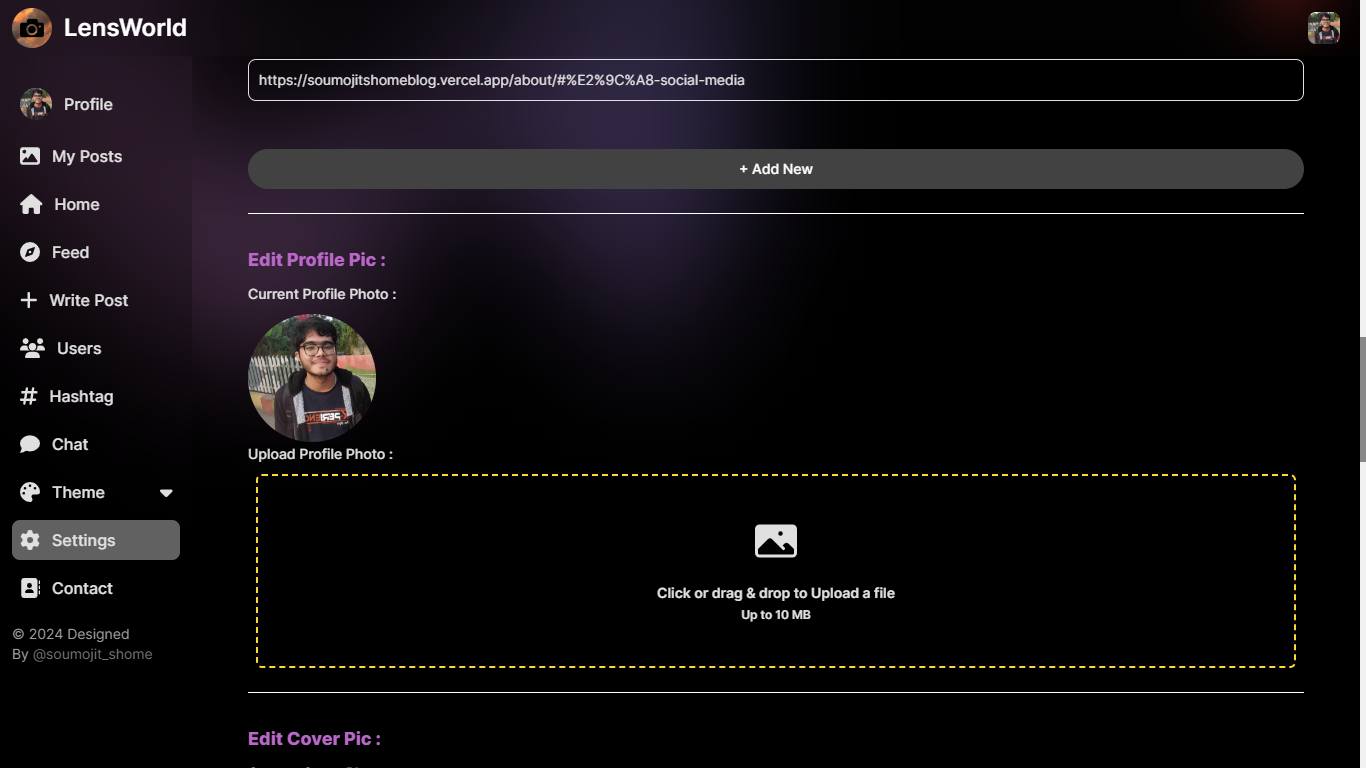 LensWorld
https://soumojitshomeblog.vercel.app/about/#%E2%9C%A8-social-media
Profile
My Posts
+ Add New
Home
Feed
Edit Profile Pic :
Current Profile Photo :
Write Post
Users
Hashtag
Chat
Upload Profile Photo :
Theme
Settings
Contact
Click or drag & drop to Upload a file
Up to 10 MB
© 2024 Designed
By @soumojit_shome
Edit Cover Pic :